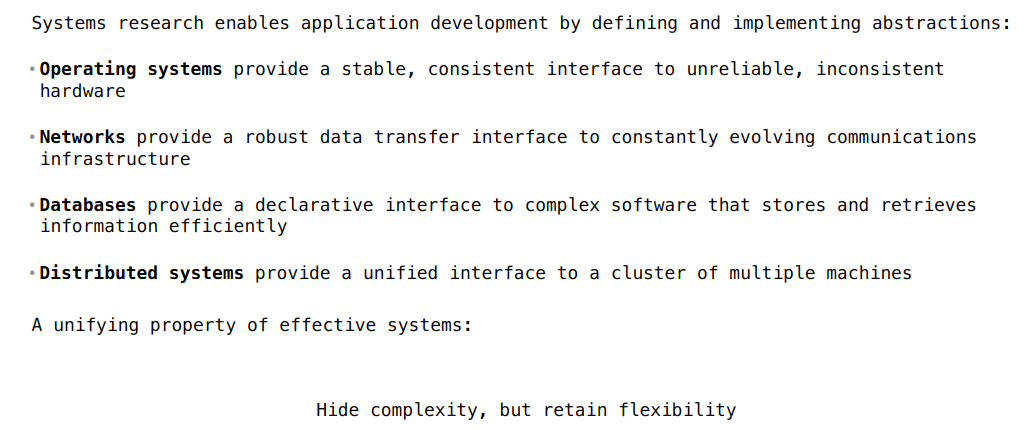 Systems research enables application development by defining and implementing abstractions:
• Operating systems provide a stable, consistent interface to unreliable, inconsistent
hardware
• Networks provide a robust data transfer interface to constantly evolving communications
infrastructure
• Databases provide a declarative interface to complex software that stores and retrieves
information efficiently
• Distributed systems provide a unified interface to a cluster of multiple machines
A unifying property of effective systems:
Hide complexity, but retain flexibility